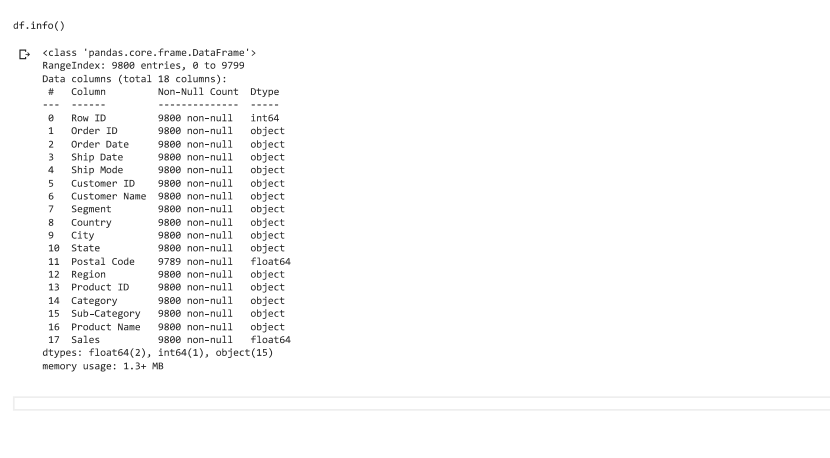 df.info()
<class 'pandas.core.frame.DataFrame'>
RangeIndex: 9800 entries, 0 to 9799
Data columns (total 18 columns):
 #   Column         Non-Null Count  Dtype
---  ------         --------------  -----
 0   Row ID         9800 non-null   int64
 1   Order ID       9800 non-null   object
 2   Order Date     9800 non-null   object
 3   Ship Date      9800 non-null   object
 4   Ship Mode      9800 non-null   object
 5   Customer ID    9800 non-null   object
 6   Customer Name  9800 non-null   object
 7   Segment        9800 non-null   object
 8   Country        9800 non-null   object
 9   City           9800 non-null   object
 10  State          9800 non-null   object
 11  Postal Code    9789 non-null   float64
 12  Region         9800 non-null   object
 13  Product ID     9800 non-null   object
 14  Category       9800 non-null   object
 15  Sub-Category   9800 non-null   object
 16  Product Name   9800 non-null   object
 17  Sales          9800 non-null   float64
dtypes: float64(2), int64(1), object(15)
memory usage: 1.3+ MB